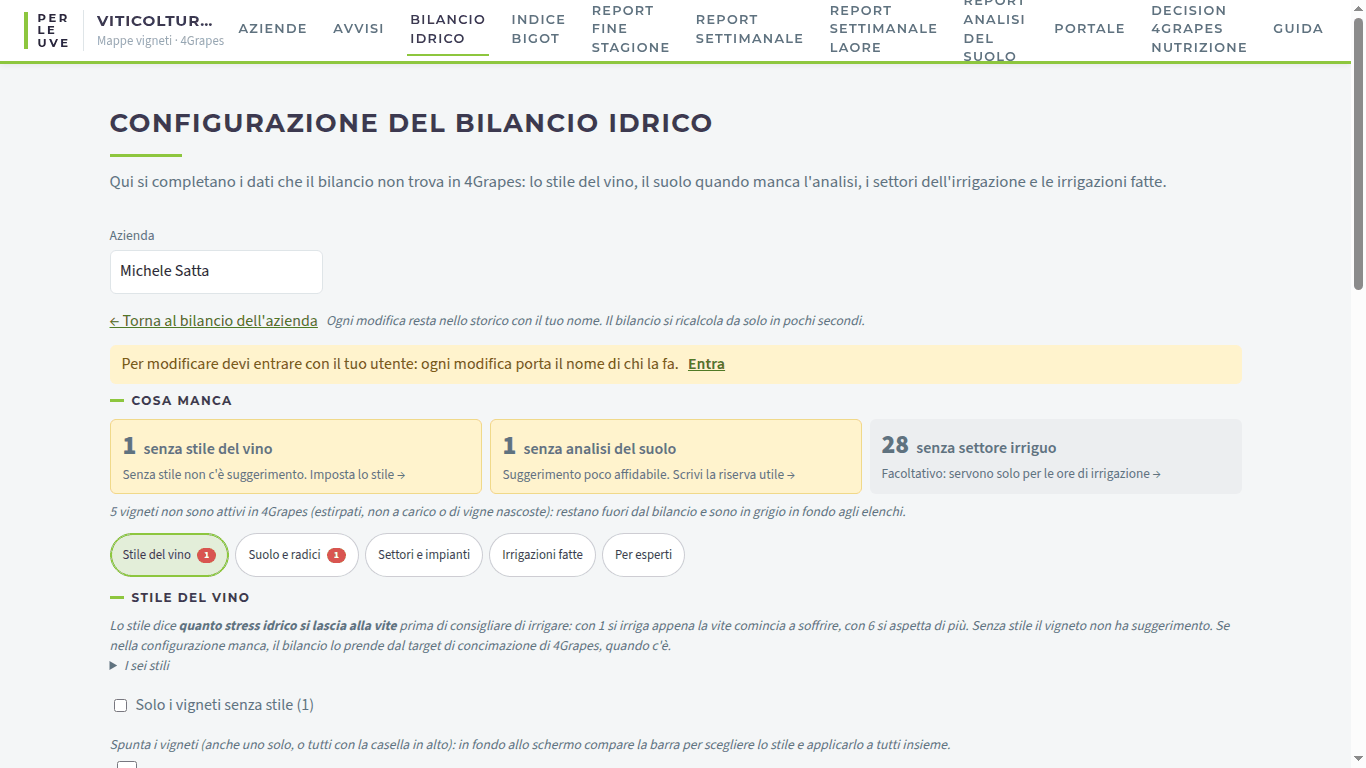 PER
LE
UVE
VITICOLTUR...
Mappe vigneti · 4Grapes
AZIENDE
AVVISI
BILANCIO
IDRICO
INDICE
BIGOT
REPORT
FINE
STAGIONE
REPORT
SETTIMANALE
REPORT
SETTIMANALE
LAORE
REPORT
ANALISI
DEL
SUOLO
PORTALE
DECISION
4GRAPES
NUTRIZIONE
GUIDA
CONFIGURAZIONE DEL BILANCIO IDRICO
Qui si completano i dati che il bilancio non trova in 4Grapes: lo stile del vino, il suolo quando manca l'analisi, i settori dell'irrigazione e le irrigazioni fatte.
Azienda
Michele Satta
← Torna al bilancio dell'azienda Ogni modifica resta nello storico con il tuo nome. Il bilancio si ricalcola da solo in pochi secondi.
Per modificare devi entrare con il tuo utente: ogni modifica porta il nome di chi la fa. Entra
COSA MANCA
1 senza stile del vino
Senza stile non c'è suggerimento. Imposta lo stile →
1 senza analisi del suolo
Suggerimento poco affidabile. Scrivi la riserva utile →
28 senza settore irriguo
Facoltativo: servono solo per le ore di irrigazione →
5 vigneti non sono attivi in 4Grapes (estirpati, non a carico o di vigne nascoste): restano fuori dal bilancio e sono in grigio in fondo agli elenchi.
Stile del vino 1
Suolo e radici 1
Settori e impianti
Irrigazioni fatte
Per esperti
STILE DEL VINO
Lo stile dice quanto stress idrico si lascia alla vite prima di consigliare di irrigare: con 1 si irriga appena la vite comincia a soffrire, con 6 si aspetta di più. Senza stile il vigneto non ha suggerimento. Se
nella configurazione manca, il bilancio lo prende dal target di concimazione di 4Grapes, quando c'è.
▶ I sei stili
Solo i vigneti senza stile (1)
Spunta i vigneti (anche uno solo, o tutti con la casella in alto): in fondo allo schermo compare la barra per scegliere lo stile e applicarlo a tutti insieme.